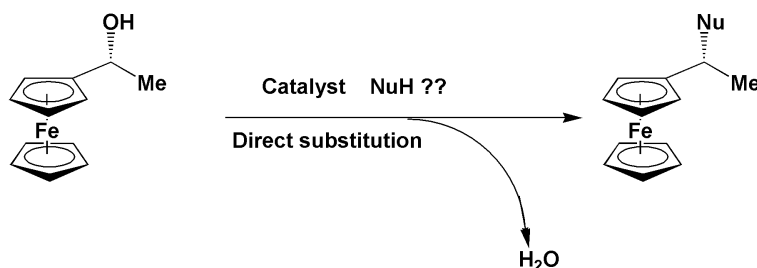 OH
Me
Fe
Catalyst NuH ??
Direct substitution
H₂O
Nu
Me
Fe